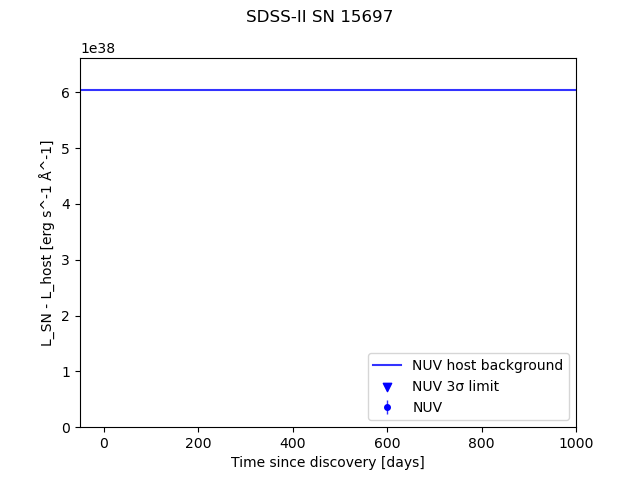 SDSS-II SN 15697
1e38
6
5
4
3
2
1
0
L_SN - L_host [erg s^-1 Å^-1]
NUV host background
NUV 3σ limit
NUV
0 200 400 600 800 1000
Time since discovery [days]